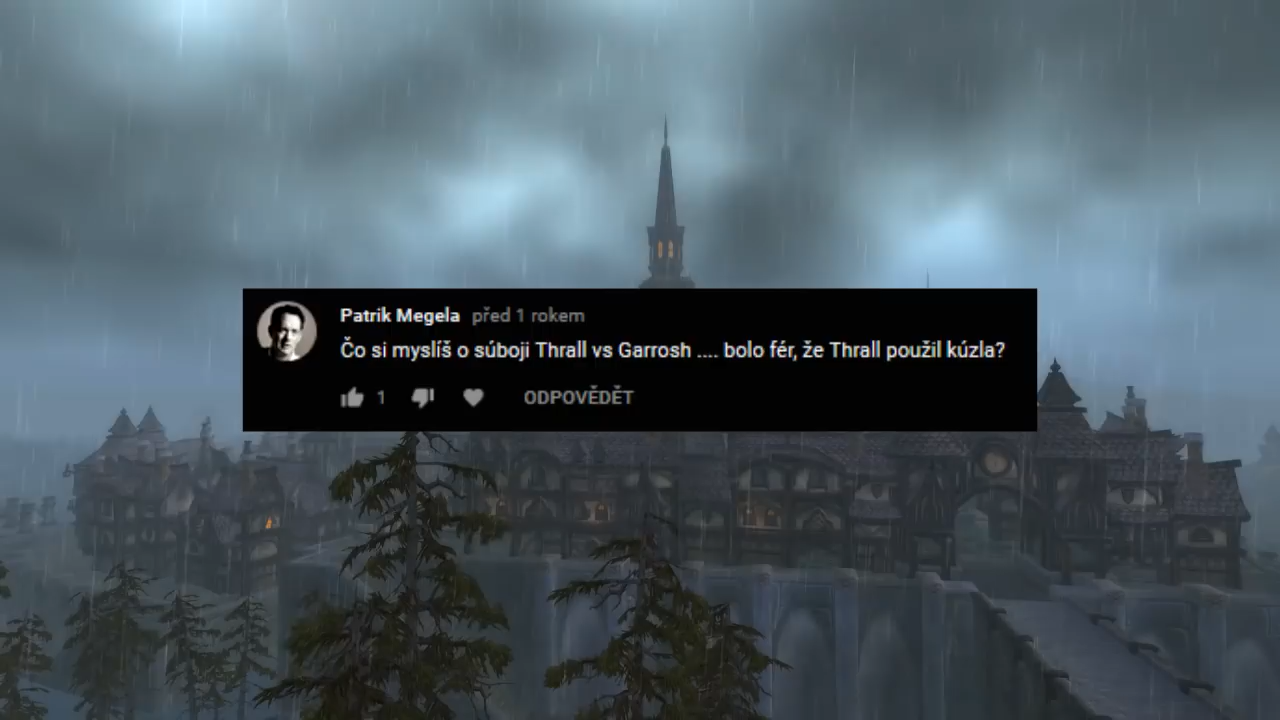 Patrik Megela před 1 rokem
Čo si myslíš o súboji Thrall vs Garrosh .... bolo fér, že Thrall použil kúzla?
1 ODPOVĚDĚT